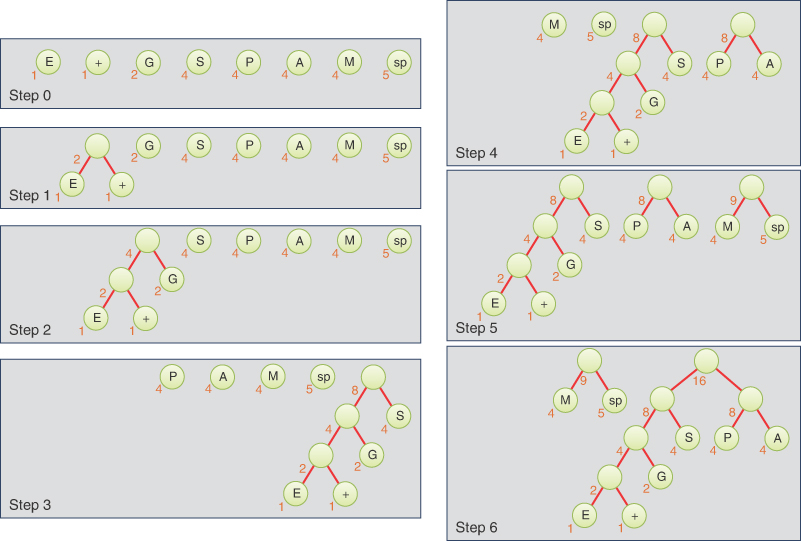 E + G S P A M sp
1 1 2 4 4 4 4 5
Step 0
2 G S P A M sp
2 4 4 4 4 5
E +
1 1
Step 1
4 S P A M sp
4 4 4 4 5
2 G
2
E +
1 1
Step 2
P A M sp 8
4 4 4 5
4 S
4
2 G
2
E +
1 1
Step 3
M sp 8 8
4 5
4 S P A
4 4 4
2 G
2
E +
1 1
Step 4
8 8 9
4 S P A M sp
4 4 4 4 5
2 G
2
E +
1 1
Step 5
9 16
M sp 8 8
4 5
4 S P A
4 4 4
2 G
2
E +
1 1
Step 6